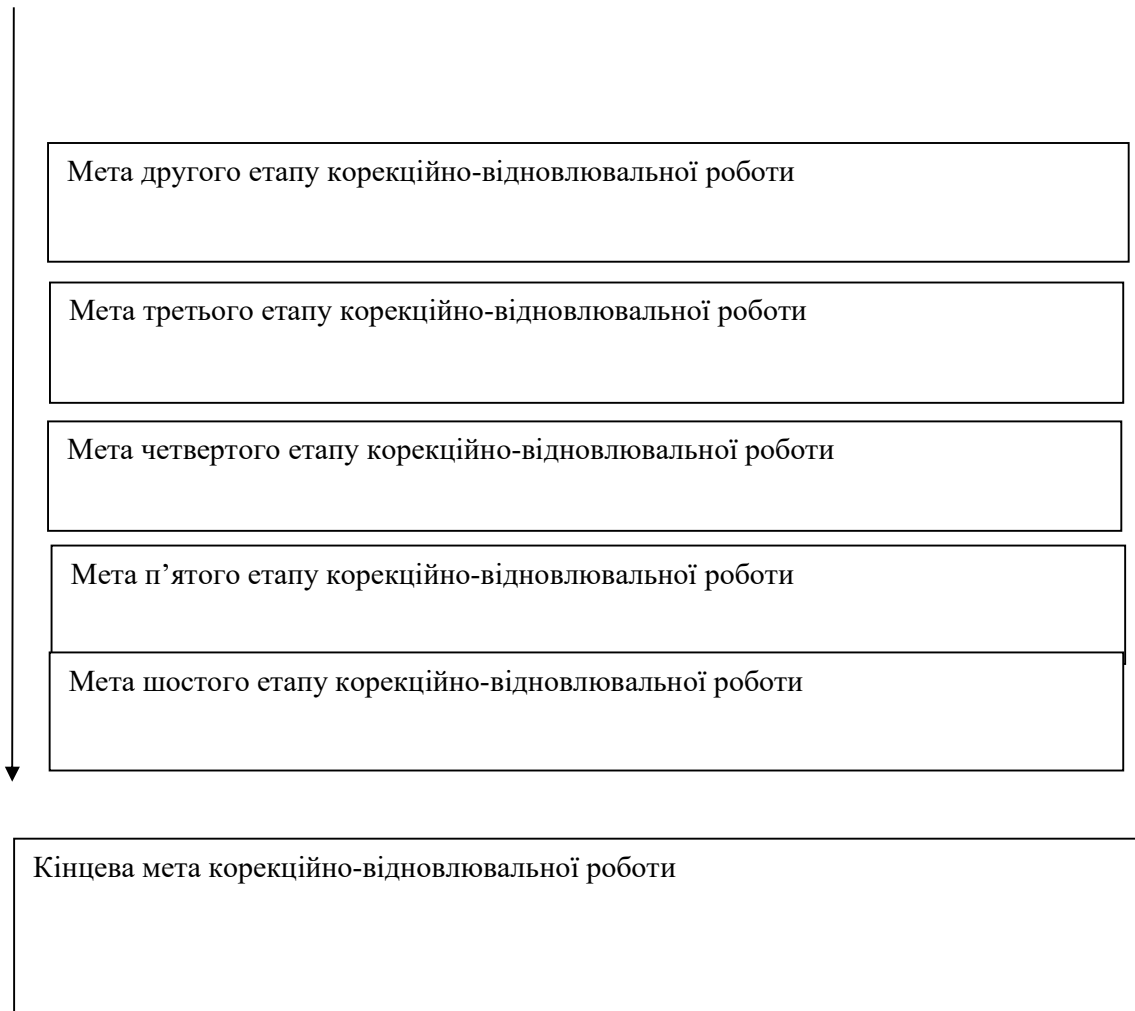 Мета другого етапу корекційно-відновлювальної роботи
Мета третього етапу корекційно-відновлювальної роботи
Мета четвертого етапу корекційно-відновлювальної роботи
Мета п’ятого етапу корекційно-відновлювальної роботи
Мета шостого етапу корекційно-відновлювальної роботи
Кінцева мета корекційно-відновлювальної роботи